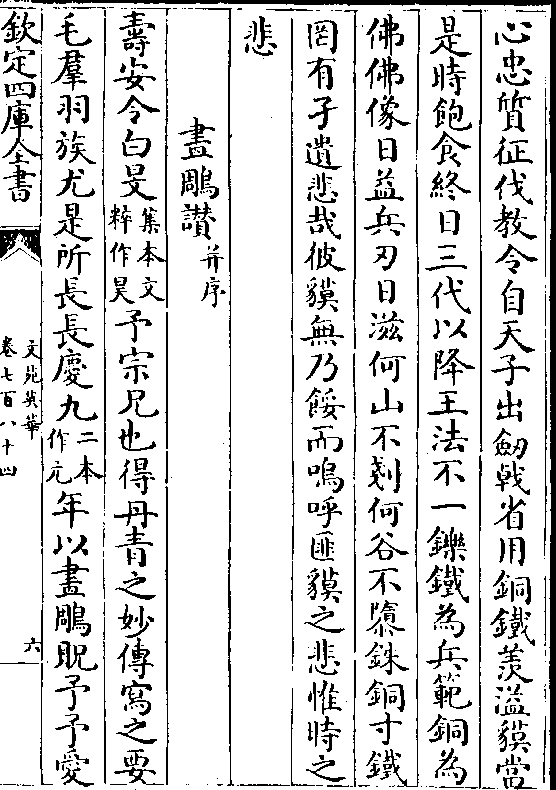 心忠質征伐教令自天子出劒戟省用銅鐵羡溢貘當
是時飽食終日三代以降王法不一鑠鐵為兵範銅為
佛佛像日益兵刃日滋何山不剗何谷不隳銖銅寸鐵
罔有孑遺悲哉彼貘無乃餒而嗚呼匪貘之悲惟時之
悲
畫鵰讃并序
壽安令白旻集本文粹作昊予宗兄也得丹青之妙傳寫之要
毛羣羽族尤是所長長慶九二本作元年以畫鵰貺予予愛
欽定四庫全書
文苑英華
卷七百八十四
六